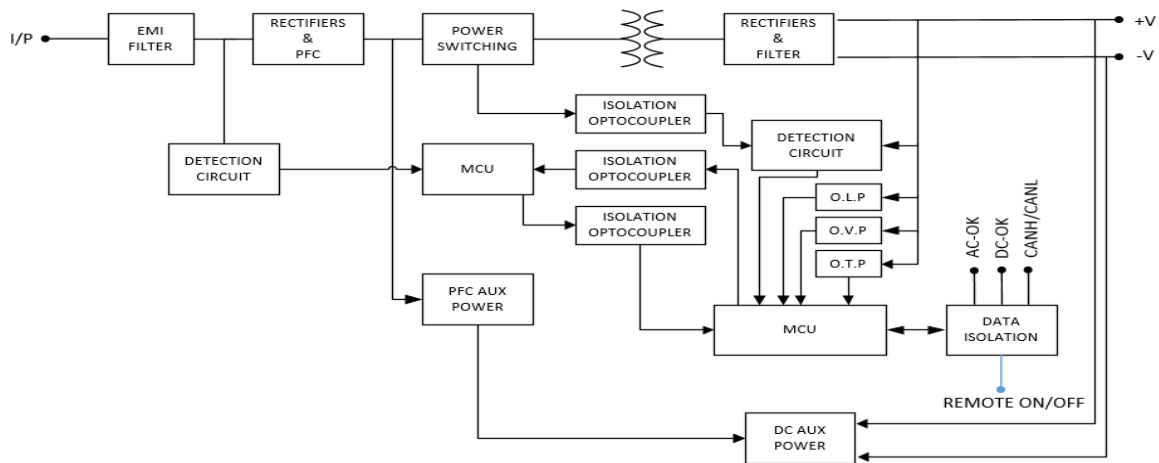 I/P
EMI
FILTER
RECTIFIERS
&
PFC
POWER
SWITCHING
RECTIFIERS
&
FILTER
+V
-V
ISOLATION
OPTOCOUPLER
DETECTION
CIRCUIT
DETECTION
CIRCUIT
MCU
ISOLATION
OPTOCOUPLER
O.L.P
ISOLATION
OPTOCOUPLER
O.V.P
O.T.P
AC-OK
DC-OK
CANH/CANL
PFC AUX
POWER
MCU
DATA
ISOLATION
REMOTE ON/OFF
DC AUX
POWER